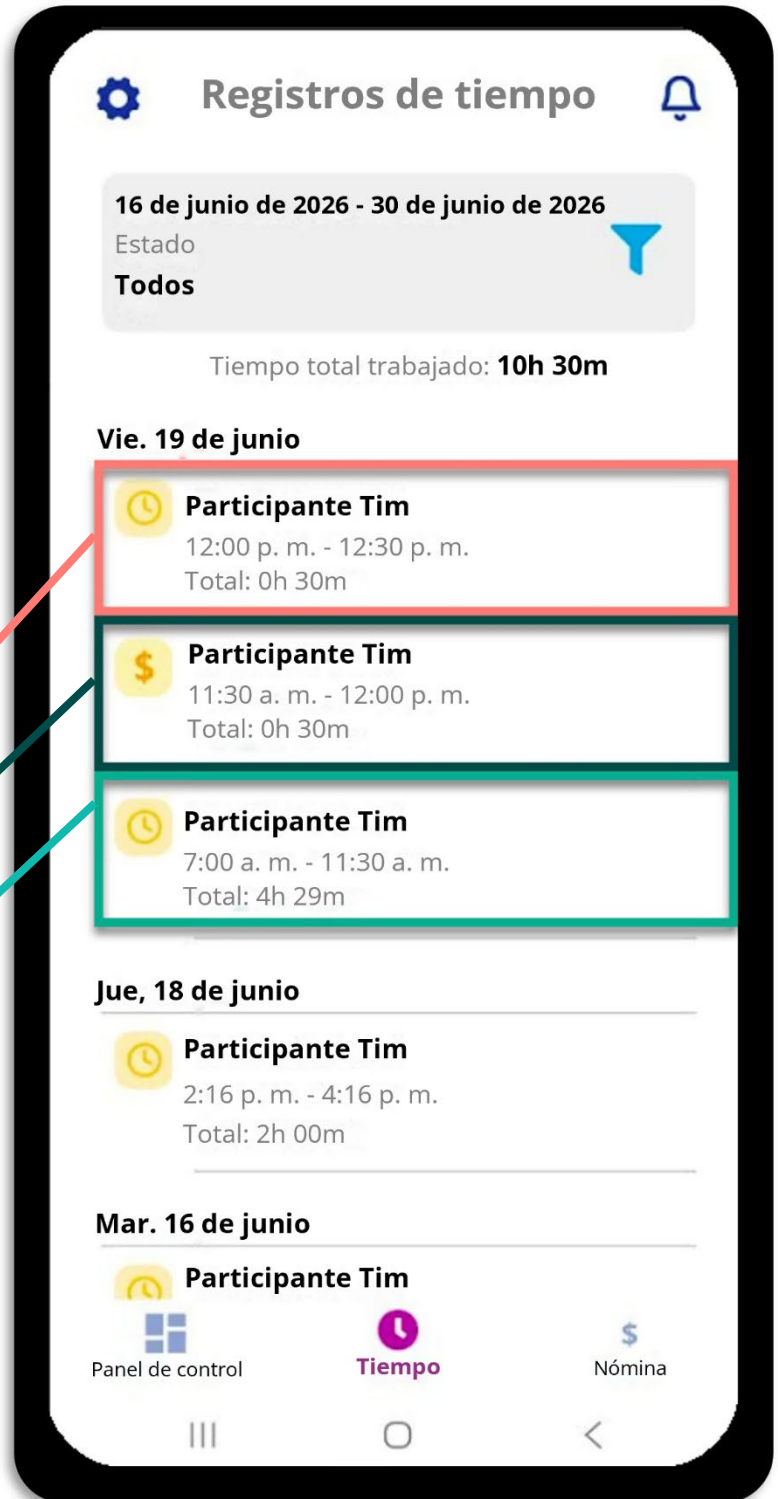 Registros de tiempo
16 de junio de 2026 - 30 de junio de 2026
Estado
Todos
Tiempo total trabajado: 10h 30m
Vie. 19 de junio
Participante Tim
12:00 p. m. - 12:30 p. m.
Total: 0h 30m
$
Participante Tim
11:30 a. m. - 12:00 p. m.
Total: 0h 30m
Participante Tim
7:00 a. m. - 11:30 a. m.
Total: 4h 29m
Jue, 18 de junio
Participante Tim
2:16 p. m. - 4:16 p. m.
Total: 2h 00m
Mar. 16 de junio
Participante Tim
$
Panel de control
Tiempo
Nómina